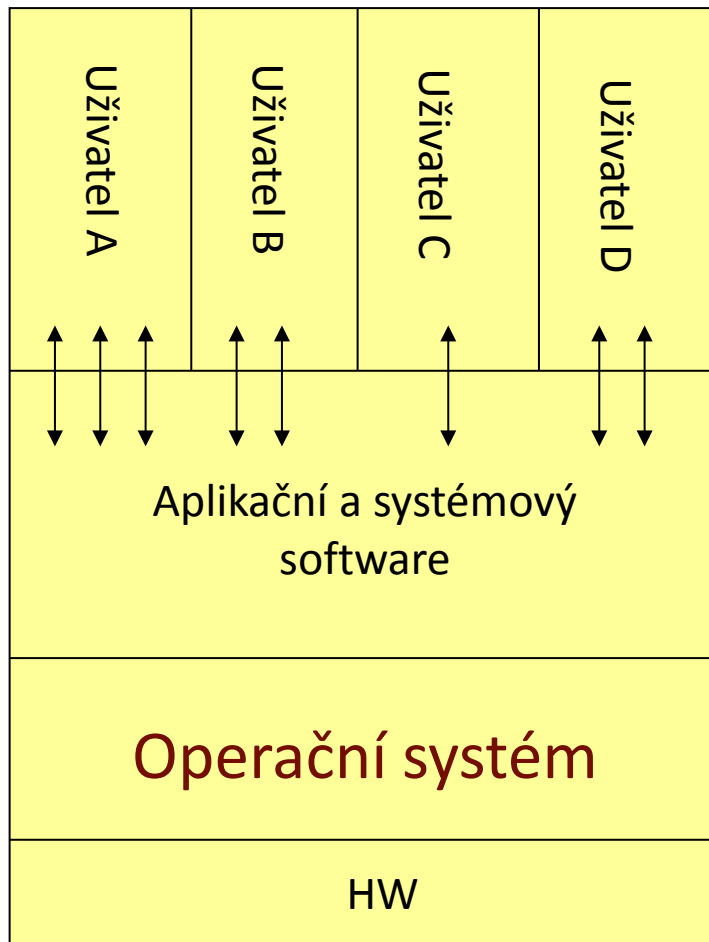 Uživatel A
Uživatel B
Uživatel C
Uživatel D
Aplikační a systémový
software
Operační systém
HW